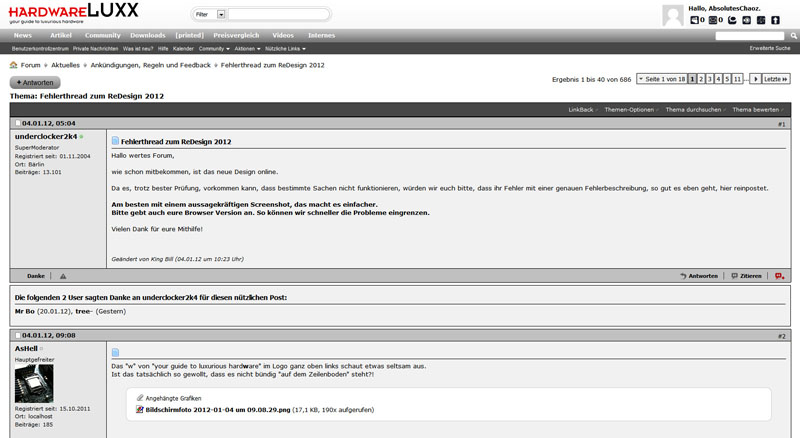 HARDWARELUXX
your guide to luxurious hardware
Filter
Hallo, AbsolutesChaoz.
0 0
News Artikel Community Downloads [printed] Preisvergleich Videos Internes
Benutzerkontrollzentrum Private Nachrichten Was ist neu? Hilfe Kalender Community Aktionen Nützliche Links Erweiterte Suche
Forum Aktuelles Ankündigungen, Regeln und Feedback Fehlerthread zum ReDesign 2012
+ Antworten
Ergebnis 1 bis 40 von 686 Seite 1 von 18 1 2 3 4 5 11 ... Letzte
Thema: Fehlerthread zum ReDesign 2012
LinkBack Themen-Optionen Thema durchsuchen Thema bewerten
04.01.12, 05:04 #1
underclocker2k4
SuperModerator
Registriert seit: 01.11.2004
Ort: Bärlin
Beiträge: 13.101
Fehlerthread zum ReDesign 2012
Hallo wertes Forum,
wie schon mitbekommen, ist das neue Design online.
Da es, trotz bester Prüfung, vorkommen kann, dass bestimmte Sachen nicht funktionieren, würden wir euch bitte, dass ihr Fehler mit einer genauen Fehlerbeschreibung, so gut es eben geht, hier reinpostet.
Am besten mit einem aussagekräftigen Screenshot, das macht es einfacher.
Bitte gebt auch eure Browser Version an. So können wir schneller die Probleme eingrenzen.
Vielen Dank für eure Mithilfe!
Geändert von King Bill (04.01.12 um 10:23 Uhr)
Danke Antworten Zitieren
Die folgenden 2 User sagten Danke an underclocker2k4 für diesen nützlichen Post:
Mr Bo (20.01.12), tree- (Gestern)
04.01.12, 09:08 #2
AsHell
Hauptgefreiter
Registriert seit: 15.10.2011
Ort: localhost
Beiträge: 185
Das "w" von "your guide to luxurious hardware" im Logo ganz oben links schaut etwas seltsam aus.
Ist das tatsächlich so gewollt, dass es nicht bündig "auf dem Zeilenboden" steht?!
Angehängte Grafiken
Bildschirmfoto 2012-01-04 um 09.08.29.png (17,1 KB, 190x aufgerufen)